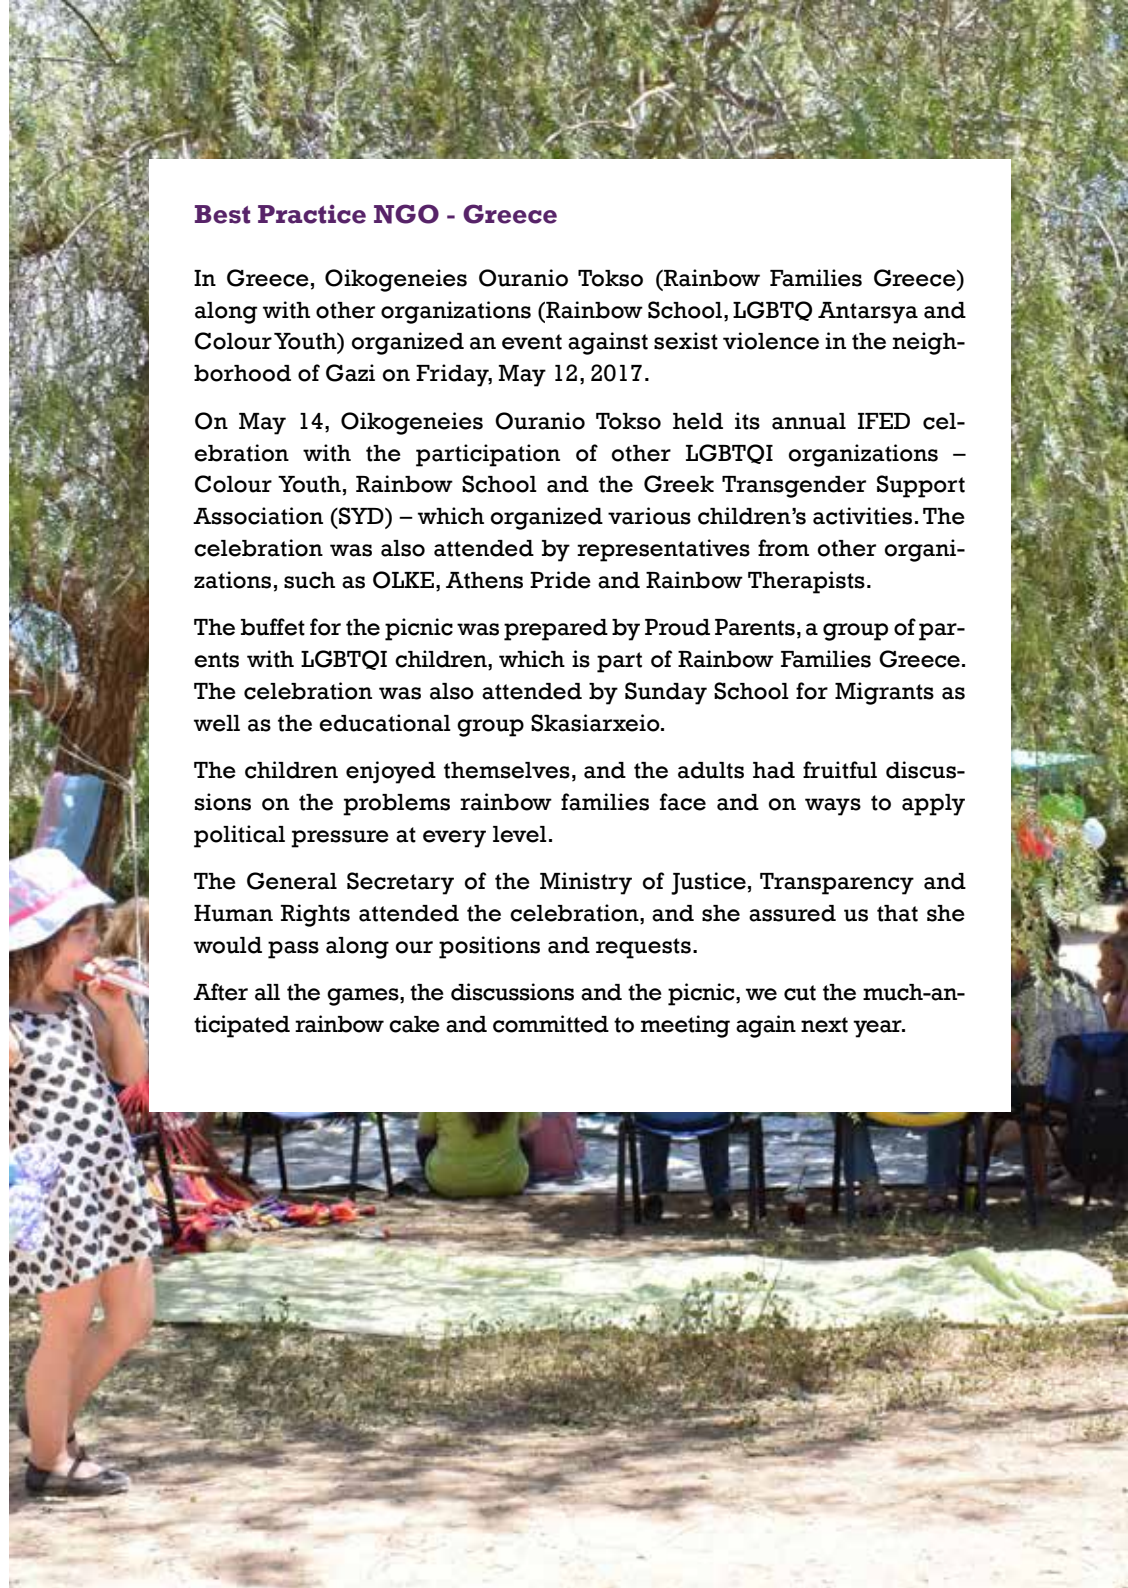 Best Practice NGO - Greece
In Greece, Oikogeneies Ouranio Tokso (Rainbow Families Greece)
along with other organizations (Rainbow School, LGBTQ Antarsya and
Colour Youth) organized an event against sexist violence in the neigh-
borhood of Gazi on Friday, May 12, 2017.
On May 14, Oikogeneies Ouranio Tokso held its annual IFED cel-
ebration with the participation of other LGBTQI organizations –
Colour Youth, Rainbow School and the Greek Transgender Support
Association (SYD) – which organized various children's activities. The
celebration was also attended by representatives from other organi-
zations, such as OLKE, Athens Pride and Rainbow Therapists.
The buffet for the picnic was prepared by Proud Parents, a group of par-
ents with LGBTQI children, which is part of Rainbow Families Greece.
The celebration was also attended by Sunday School for Migrants as
well as the educational group Skasiarxeio.
The children enjoyed themselves, and the adults had fruitful discus-
sions on the problems rainbow families face and on ways to apply
political pressure at every level.
The General Secretary of the Ministry of Justice, Transparency and
Human Rights attended the celebration, and she assured us that she
would pass along our positions and requests.
After all the games, the discussions and the picnic, we cut the much-an-
ticipated rainbow cake and committed to meeting again next year.